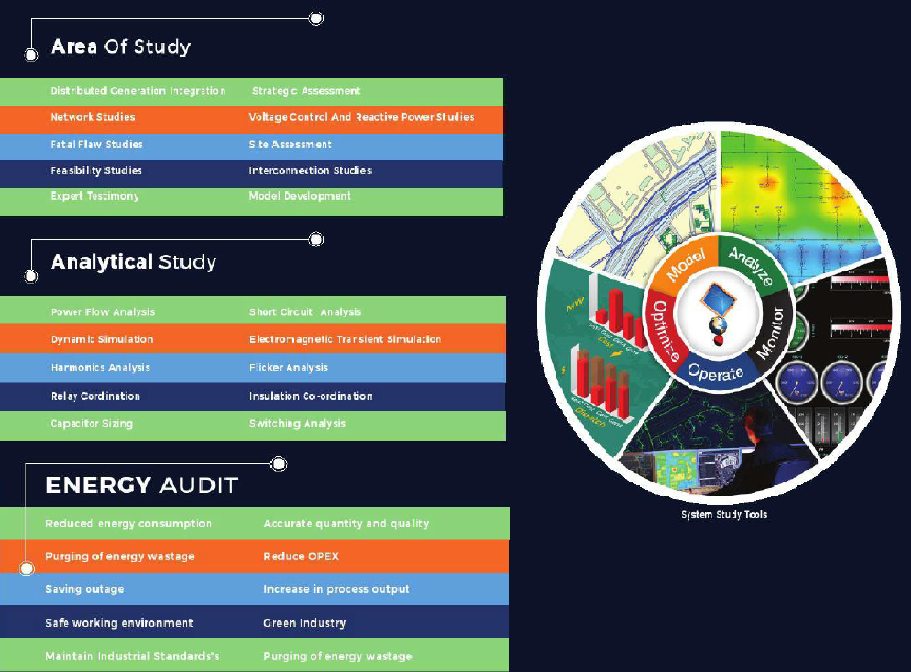 Area Of Study
Distributed Generation Integration Strategic Assessment
Network Studies Voltage Control And Reactive Power Studies
Fatal Flaw Studies Site Assessment
Feasibility Studies Interconnection Studies
Expert Testimony Model Development
Analytical Study
Power Flow Analysis Short Circuit Analysis
Dynamic Simulation Electromagnetic Transient Simulation
Harmonics Analysis Flicker Analysis
Relay Cordination Insulation Co-ordination
Capacitor Sizing Switching Analysis
ENERGY AUDIT
Reduced energy consumption Accurate quantity and quality
Purging of energy wastage Reduce OPEX
Saving outage Increase in process output
Safe working environment Green Industry
Maintain Industrial Standards's Purging of energy wastage
Model
Analyze
Monitor
Operate
Optimize
MW
Cost
$
Dispatch
System Study Tools